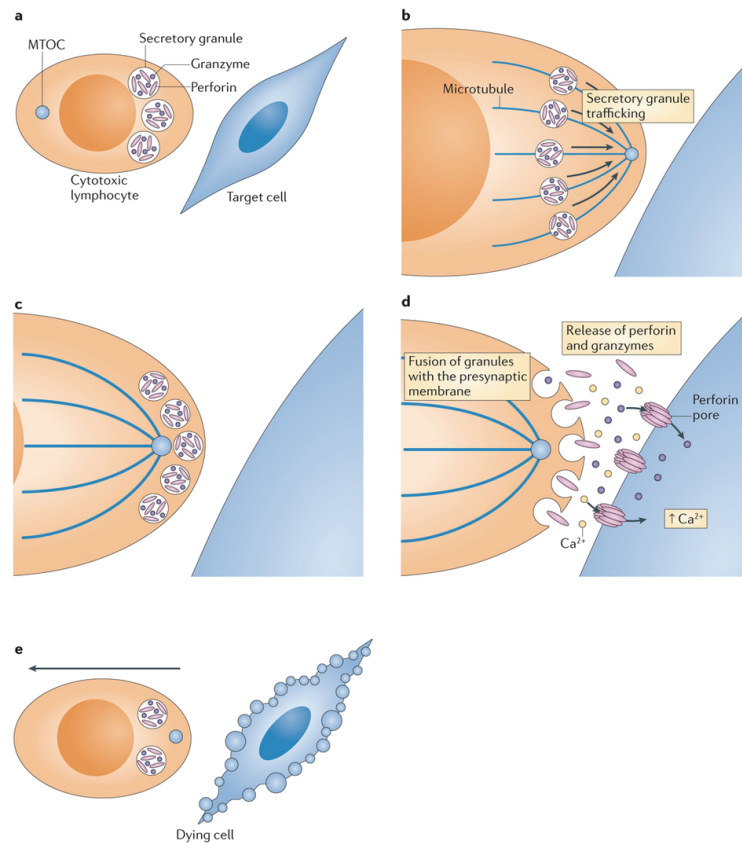 a
MTOC
Secretory granule
Granzyme
Perforin
Cytotoxic
lymphocyte
Target cell
b
Microtubule
Secretory granule
trafficking
c
d
Release of perforin
and granzymes
Fusion of granules
with the presynaptic
membrane
Perforin
pore
↑ Ca²⁺
Ca²⁺
e
Dying cell